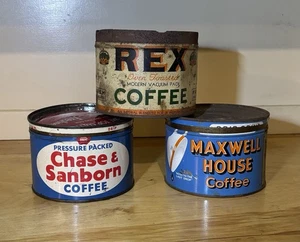 REX
Oven Toasted
MODERN VACUUM PACK
COFFEE
PRESSURE PACKED
Chase &
Sanborn
COFFEE
MAXWELL
HOUSE
Coffee